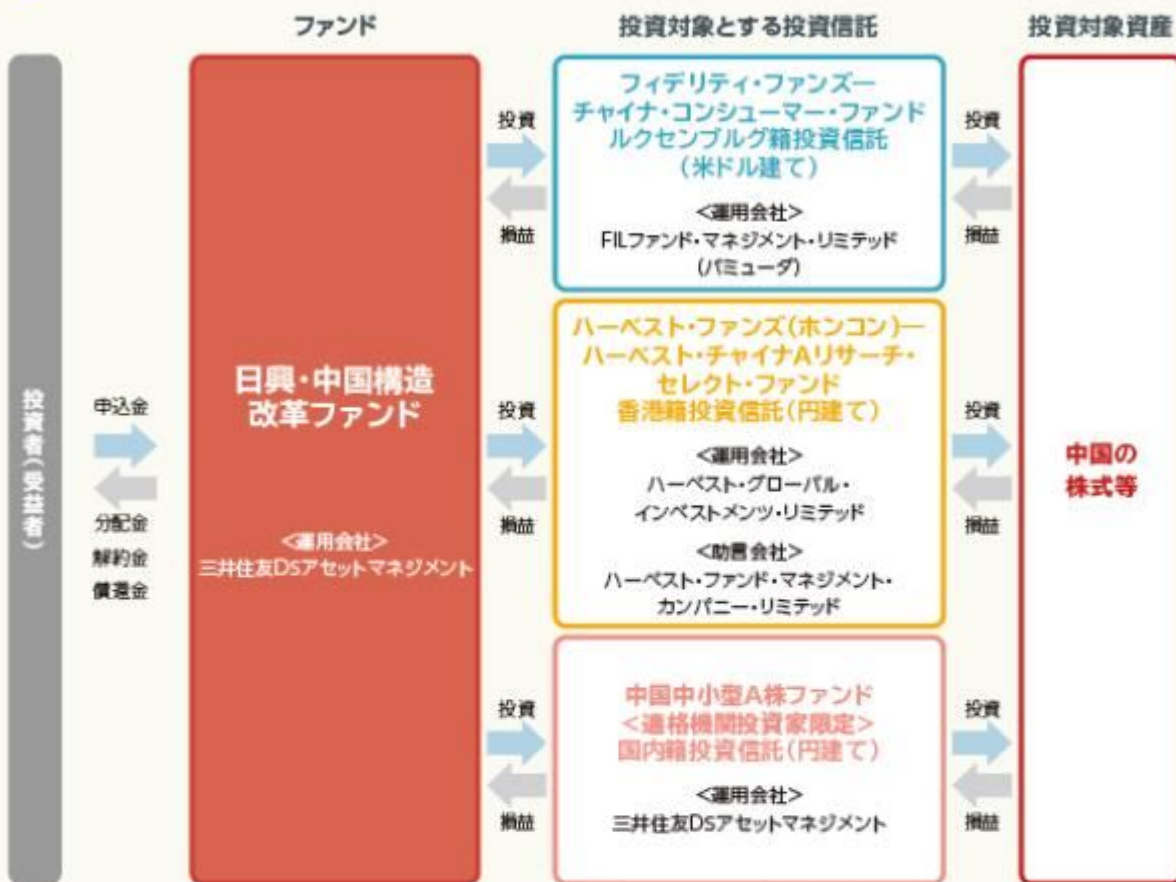 ファンド
投資対象とする投資信託
投資対象資産
投資者(受益者)
申込金
分配金
解約金
償還金
日興・中国構造
改革ファンド
<運用会社>
三井住友DSアセットマネジメント
投資
損益
フィデリティ・ファンズ―
チャイナ・コンシューマー・ファンド
ルクセンブルグ籍投資信託
(米ドル建て)
<運用会社>
FILファンド・マネジメント・リミテッド
(バミューダ)
投資
損益
投資
損益
ハーベスト・ファンズ(ホンコン)―
ハーベスト・チャイナAリサーチ・
セレクト・ファンド
香港籍投資信託(円建て)
<運用会社>
ハーベスト・グローバル・
インベストメンツ・リミテッド
<助言会社>
ハーベスト・ファンド・マネジメント・
カンパニー・リミテッド
投資
損益
投資
損益
中国中小型A株ファンド
<適格機関投資家限定>
国内籍投資信託(円建て)
<運用会社>
三井住友DSアセットマネジメント
投資
損益
中国の
株式等